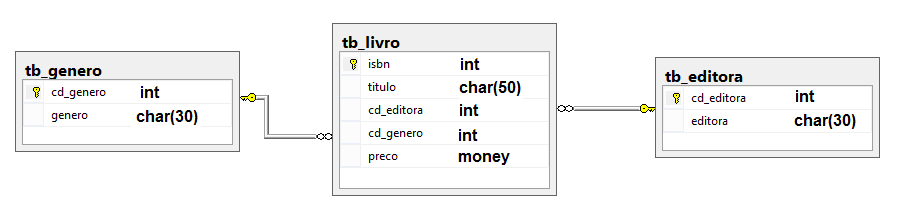 tb_genero
cd_genero int
genero char(30)
tb_livro
isbn int
titulo char(50)
cd_editora int
cd_genero int
preco money
tb_editora
cd_editora int
editora char(30)